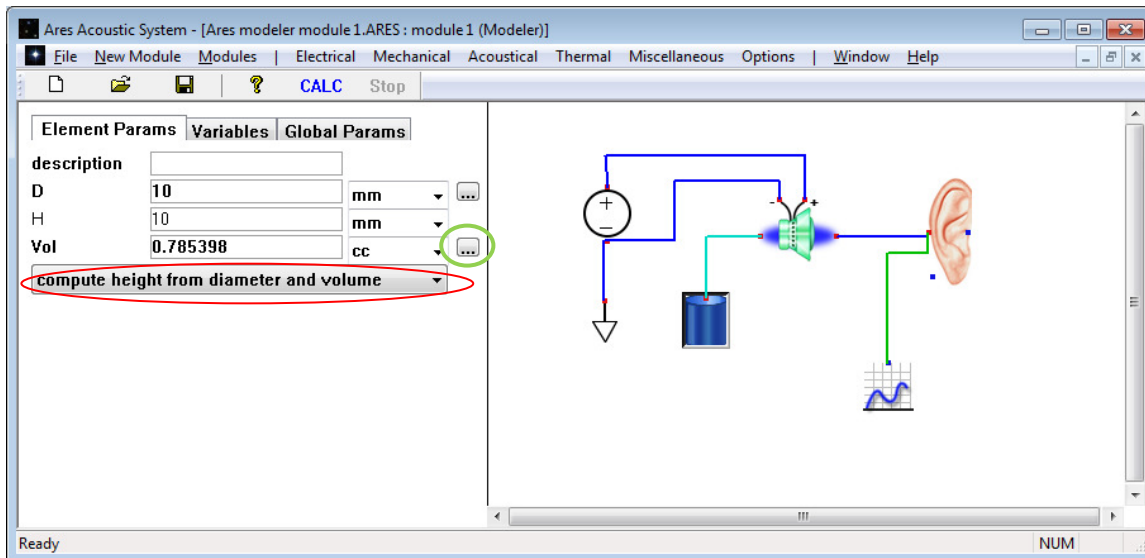 Ares Acoustic System - [Ares modeler module 1.ARES : module 1 (Modeler)]
File New Module Modules | Electrical Mechanical Acoustical Thermal Miscellaneous Options | Window Help
? CALC Stop
Element Params Variables Global Params
description
D 10 mm ...
H 10 mm
Vol 0.785398 cc ...
compute height from diameter and volume
+
−
- +
Ready NUM